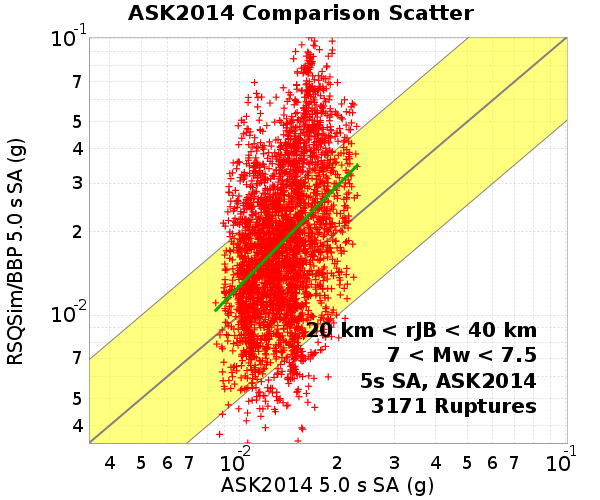 ASK2014 Comparison Scatter
10-1
7
5
4
3
2
10-2
7
5
4
RSQSim/BBP 5.0 s SA (g)
20 km < rJB < 40 km
7 < Mw < 7.5
5s SA, ASK2014
3171 Ruptures
4 5 6 7 10-2 2 3 4 5 6 7 10-1
ASK2014 5.0 s SA (g)